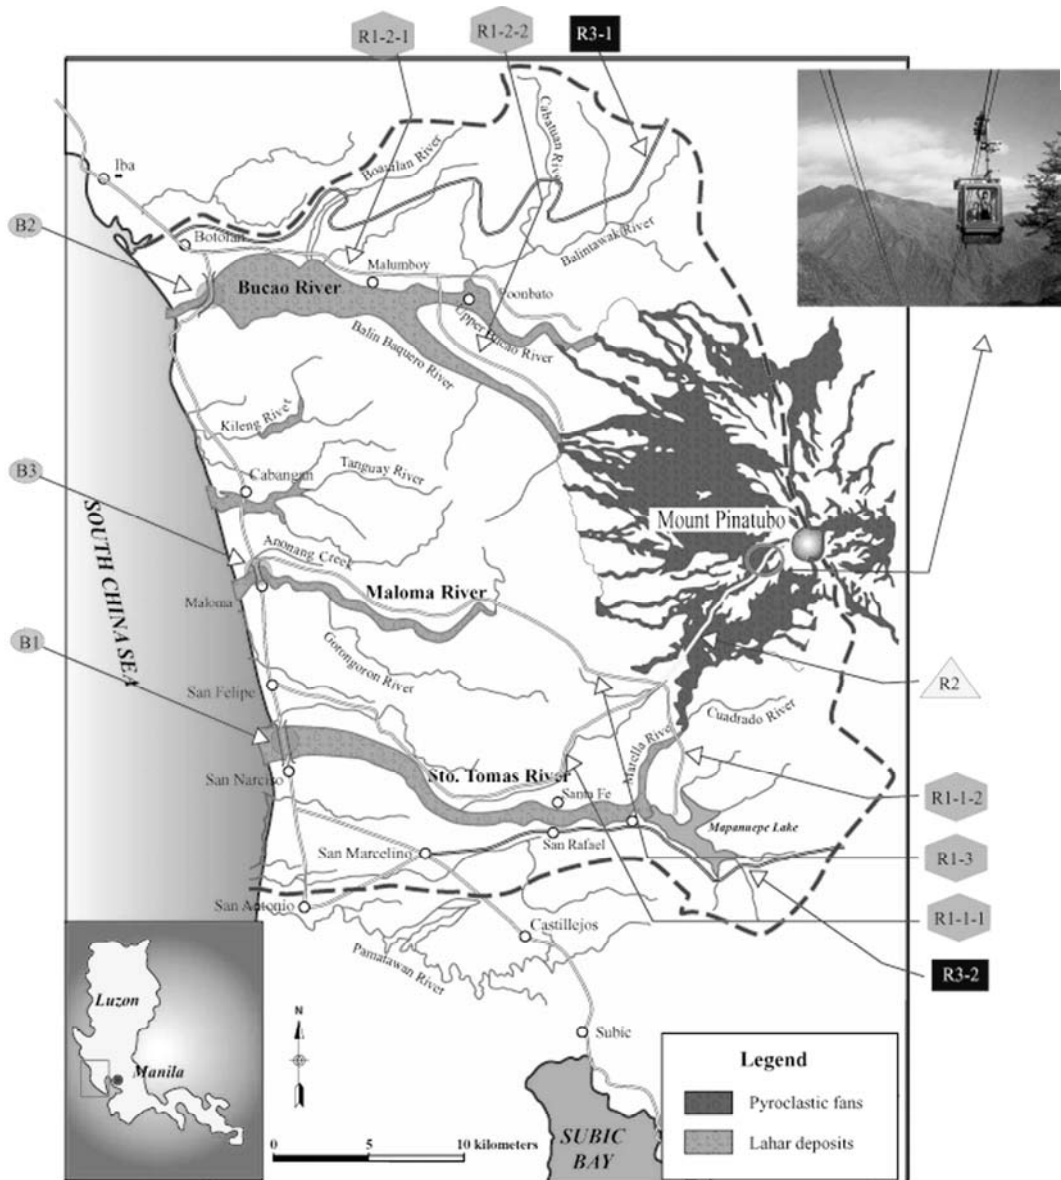 R1-2-1
R1-2-2
R3-1
Iba
Cabatuan River
River
B2
Botolan
Balintawak River
Malumboy
Bucao River
Poonbato
Upper Bucao River
Balin Baquero River
Kileng River
B3
Cabangan
Tanguay River
SOUTH CHINA SEA
Mount Pinatubo
Anonang Creek
Maloma
Maloma River
B1
Gorongoron River
San Felipe
R2
Cuadrado River
Marella River
San Narciso
Sto. Tomas River
Santa Fe
R1-1-2
Mapanuepe Lake
San Marcelino
San Rafael
R1-3
San Antonio
R1-1-1
Castillejos
Pamatawan River
R3-2
Luzon
Manila
N
Subic
0 5 10 kilometers
SUBIC
BAY
Legend
Pyroclastic fans
Lahar deposits